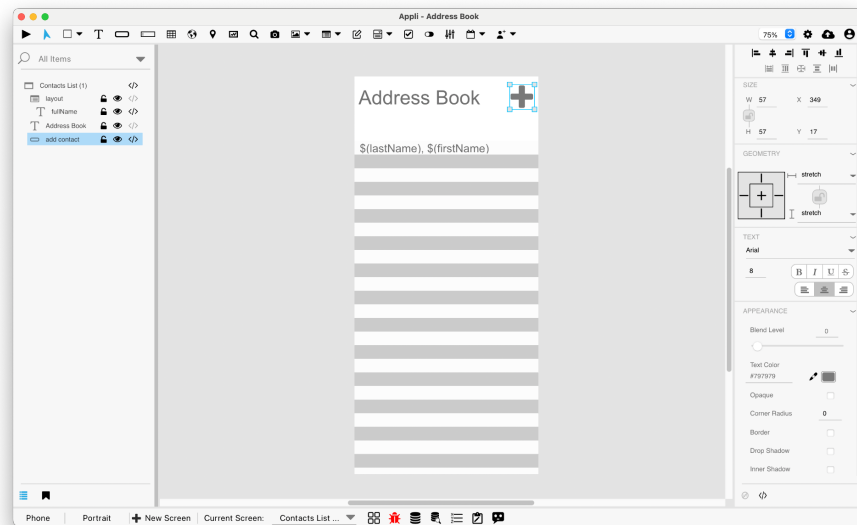 Appli - Address Book
T
75%
All Items
Contacts List (1) </>
layout </>
T fullName
T Address Book </>
add contact </>
Address Book
$(lastName), $(firstName)
SIZE
W 57 X 349
H 57 Y 17
GEOMETRY
stretch
stretch
TEXT
Arial
8 B I U S
APPEARANCE
Blend Level 0
Text Color
#797979
Opaque
Corner Radius 0
Border
Drop Shadow
Inner Shadow
</>
Phone Portrait New Screen Current Screen: Contacts List ...